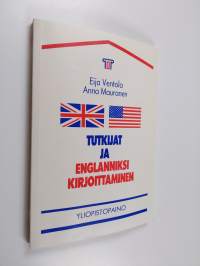 Eija Ventola
Anna Mauranen
TUTKIJAT
JA
ENGLANNIKSI
KIRJOITTAMINEN
YLIOPISTOPAINO